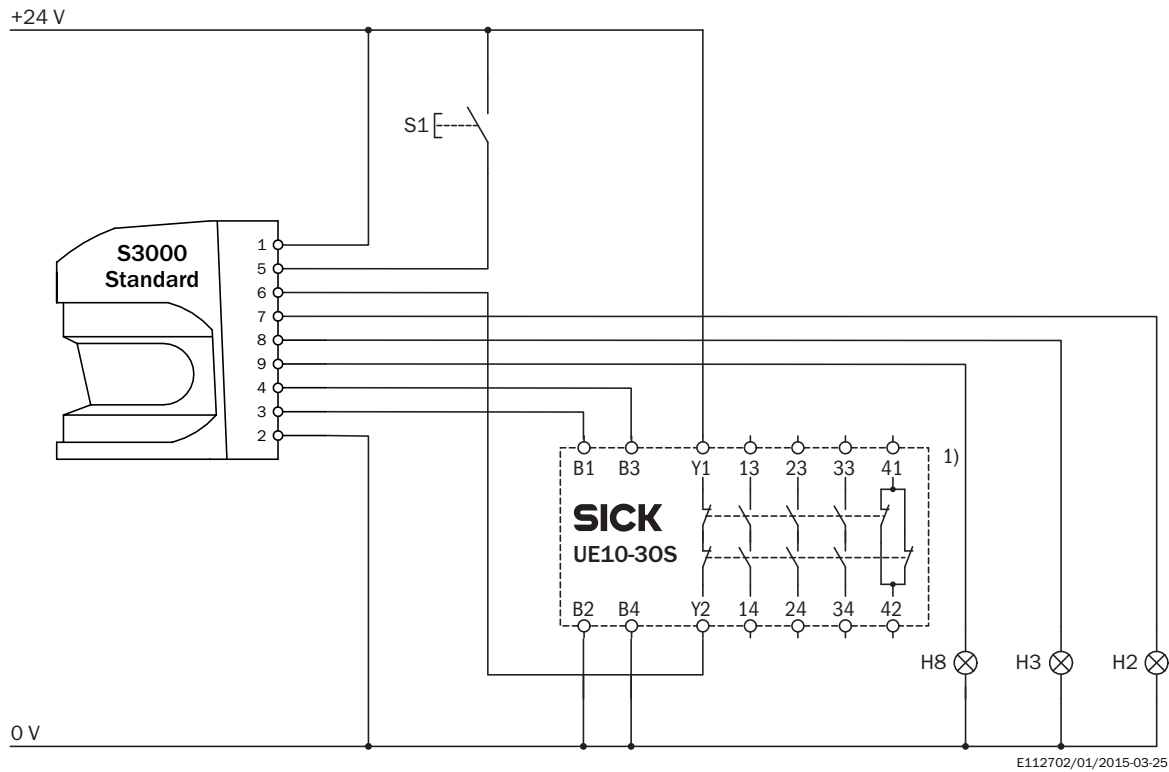 +24 V
S1
S3000
Standard
1
5
6
7
8
9
4
3
2
B1 B3 Y1 13 23 33 41 1)
SICK
UE10-30S
B2 B4 Y2 14 24 34 42
H8 H3 H2
0 V
E112702/01/2015-03-25